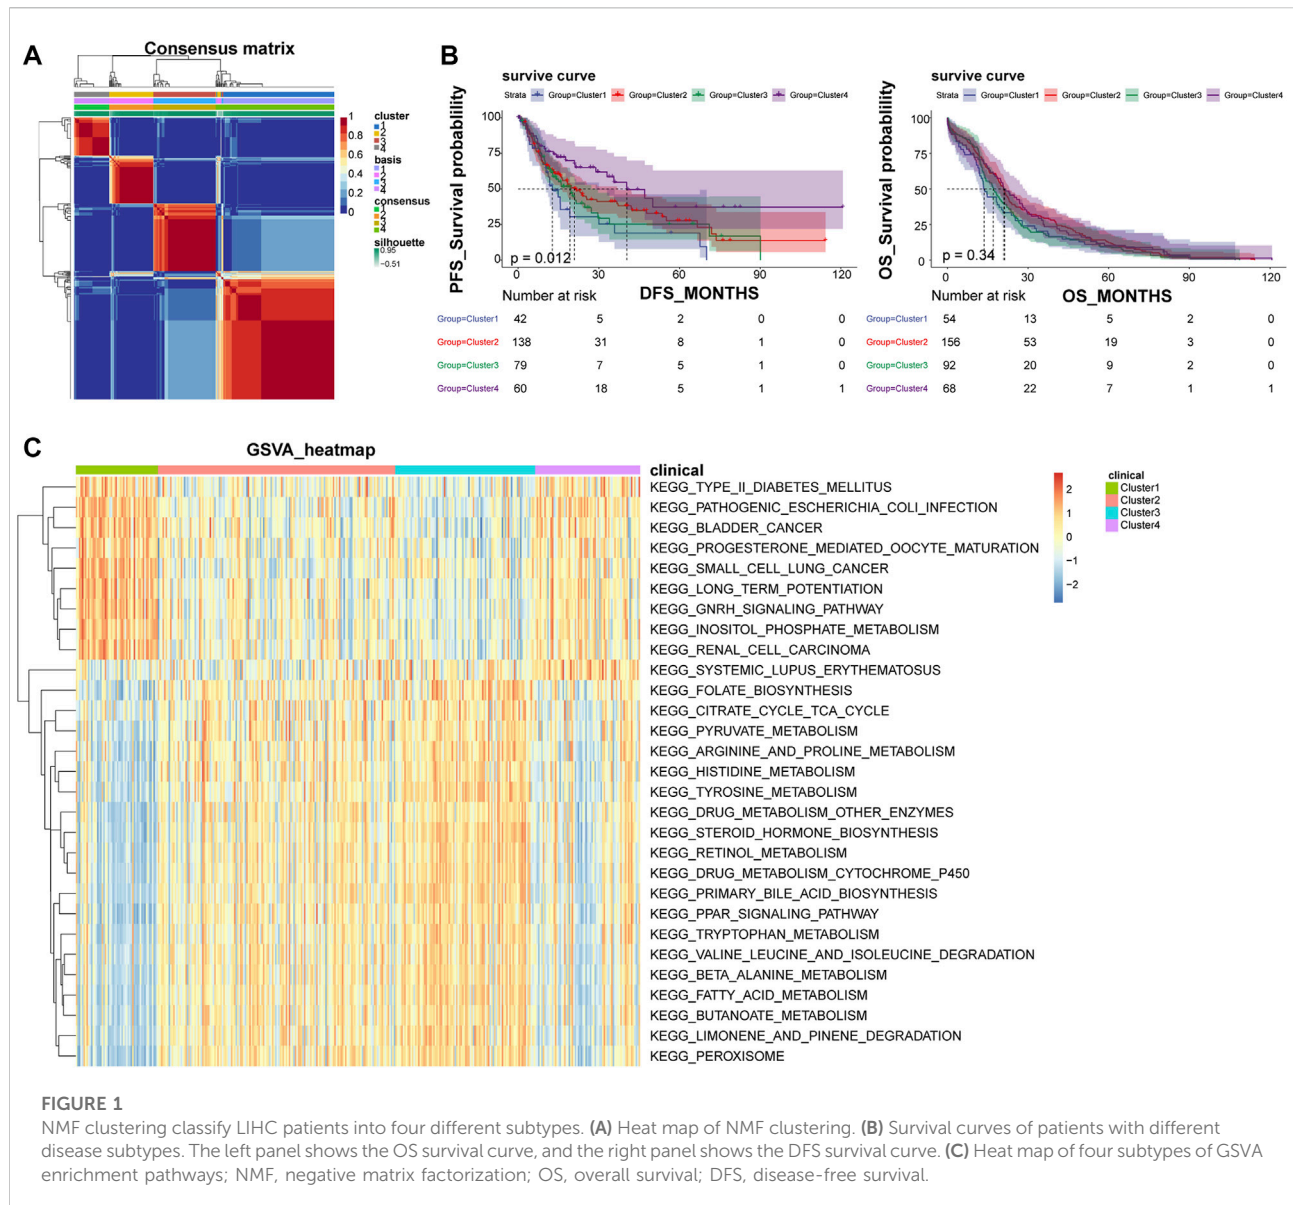 A
Consensus matrix
1
0.8
0.6
0.4
0.2
0
cluster
1
2
3
4
basis
1
2
3
4
consensus
1
2
3
4
silhouette
0.95
−0.51
B
survive curve
Strata Group=Cluster1 Group=Cluster2 Group=Cluster3 Group=Cluster4
PFS_Survival probablility
100
75
50
25
0
p = 0.012
0 30 60 90 120
Number at risk DFS_MONTHS
Group=Cluster1 42 5 2 0 0
Group=Cluster2 138 31 8 1 0
Group=Cluster3 79 7 5 1 0
Group=Cluster4 60 18 5 1 1
survive curve
Strata Group=Cluster1 Group=Cluster2 Group=Cluster3 Group=Cluster4
OS_Survival probablility
100
75
50
25
0
p = 0.34
0 30 60 90 120
Number at risk OS_MONTHS
Group=Cluster1 54 13 5 2 0
Group=Cluster2 156 53 19 3 0
Group=Cluster3 92 20 9 2 0
Group=Cluster4 68 22 7 1 1
C
GSVA_heatmap
clinical
KEGG_TYPE_II_DIABETES_MELLITUS
KEGG_PATHOGENIC_ESCHERICHIA_COLI_INFECTION
KEGG_BLADDER_CANCER
KEGG_PROGESTERONE_MEDIATED_OOCYTE_MATURATION
KEGG_SMALL_CELL_LUNG_CANCER
KEGG_LONG_TERM_POTENTIATION
KEGG_GNRH_SIGNALING_PATHWAY
KEGG_INOSITOL_PHOSPHATE_METABOLISM
KEGG_RENAL_CELL_CARCINOMA
KEGG_SYSTEMIC_LUPUS_ERYTHEMATOSUS
KEGG_FOLATE_BIOSYNTHESIS
KEGG_CITRATE_CYCLE_TCA_CYCLE
KEGG_PYRUVATE_METABOLISM
KEGG_ARGININE_AND_PROLINE_METABOLISM
KEGG_HISTIDINE_METABOLISM
KEGG_TYROSINE_METABOLISM
KEGG_DRUG_METABOLISM_OTHER_ENZYMES
KEGG_STEROID_HORMONE_BIOSYNTHESIS
KEGG_RETINOL_METABOLISM
KEGG_DRUG_METABOLISM_CYTOCHROME_P450
KEGG_PRIMARY_BILE_ACID_BIOSYNTHESIS
KEGG_PPAR_SIGNALING_PATHWAY
KEGG_TRYPTOPHAN_METABOLISM
KEGG_VALINE_LEUCINE_AND_ISOLEUCINE_DEGRADATION
KEGG_BETA_ALANINE_METABOLISM
KEGG_FATTY_ACID_METABOLISM
KEGG_BUTANOATE_METABOLISM
KEGG_LIMONENE_AND_PINENE_DEGRADATION
KEGG_PEROXISOME
2
1
0
−1
−2
clinical
Cluster1
Cluster2
Cluster3
Cluster4
FIGURE 1
NMF clustering classify LIHC patients into four different subtypes. (A) Heat map of NMF clustering. (B) Survival curves of patients with different
disease subtypes. The left panel shows the OS survival curve, and the right panel shows the DFS survival curve. (C) Heat map of four subtypes of GSVA
enrichment pathways; NMF, negative matrix factorization; OS, overall survival; DFS, disease-free survival.